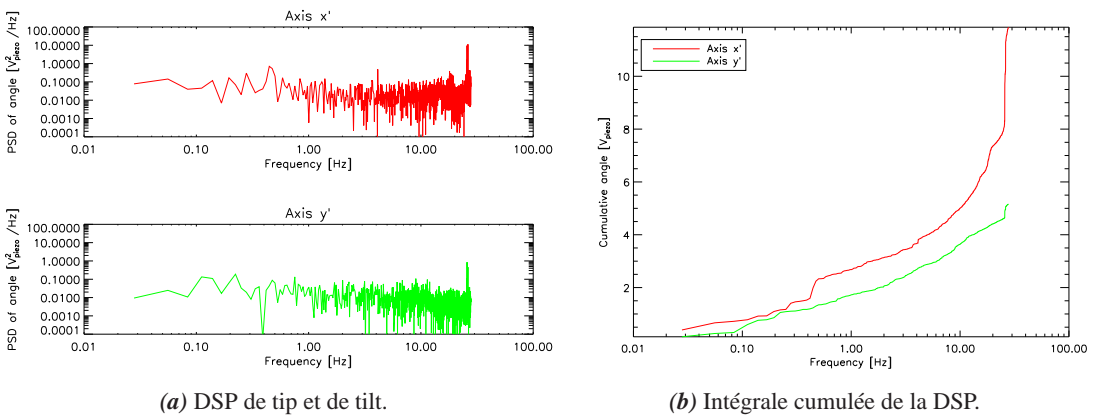 Axis x'
PSD of angle [V²piezo /Hz]
100.0000
10.0000
1.0000
0.1000
0.0100
0.0010
0.0001
0.01 0.10 1.00 10.00 100.00
Frequency [Hz]
Axis y'
PSD of angle [V²piezo /Hz]
100.0000
10.0000
1.0000
0.1000
0.0100
0.0010
0.0001
0.01 0.10 1.00 10.00 100.00
Frequency [Hz]
(a) DSP de tip et de tilt.
Axis x'
Axis y'
Cumulative angle [Vpiezo]
10
8
6
4
2
0.01 0.10 1.00 10.00 100.00
Frequency [Hz]
(b) Intégrale cumulée de la DSP.